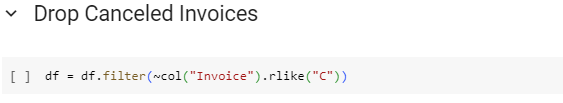 Drop Canceled Invoices
[ ] df = df.filter(~col("Invoice").rlike("C"))